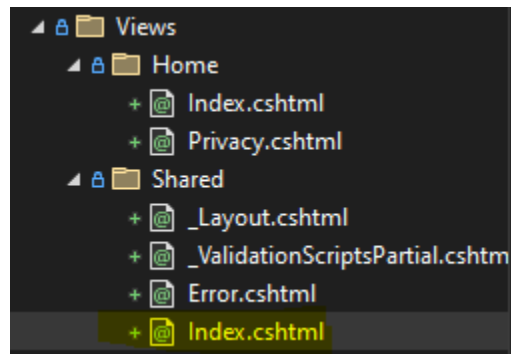 Views
Home
Index.cshtml
Privacy.cshtml
Shared
_Layout.cshtml
_ValidationScriptsPartial.cshtm
Error.cshtml
Index.cshtml